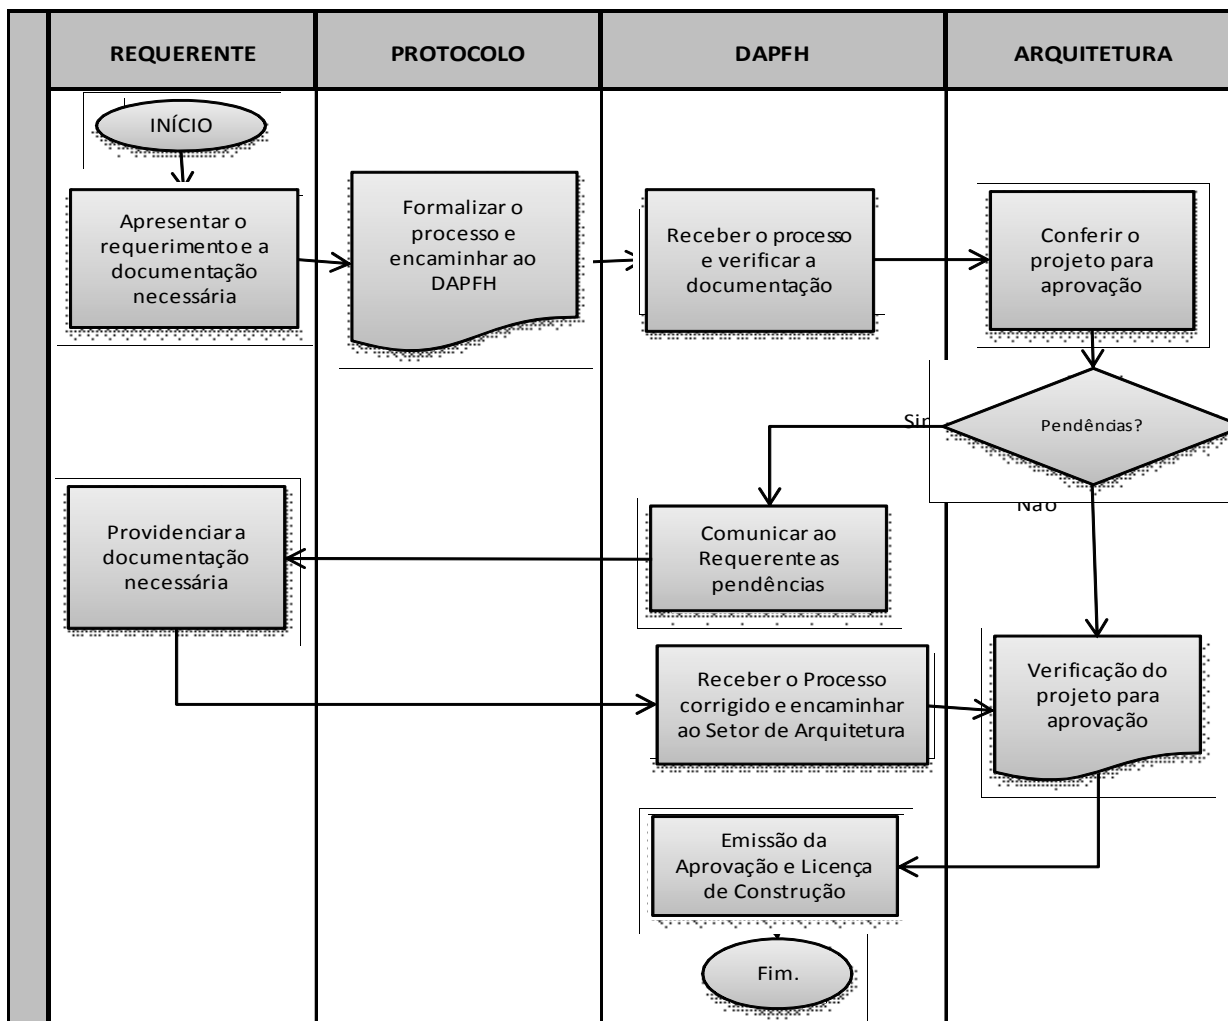 REQUERENTE
PROTOCOLO
DAPFH
ARQUITETURA
INÍCIO
Apresentar o
requerimento e a
documentação
necessária
Formalizar o
processo e
encaminhar ao
DAPFH
Receber o processo
e verificar a
documentação
Conferir o
projeto para
aprovação
Pendências?
Não
Comunicar ao
Requerente as
pendências
Providenciar a
documentação
necessária
Receber o Processo
corrigido e encaminhar
ao Setor de Arquitetura
Verificação do
projeto para
aprovação
Emissão da
Aprovação e Licença
de Construção
Fim.